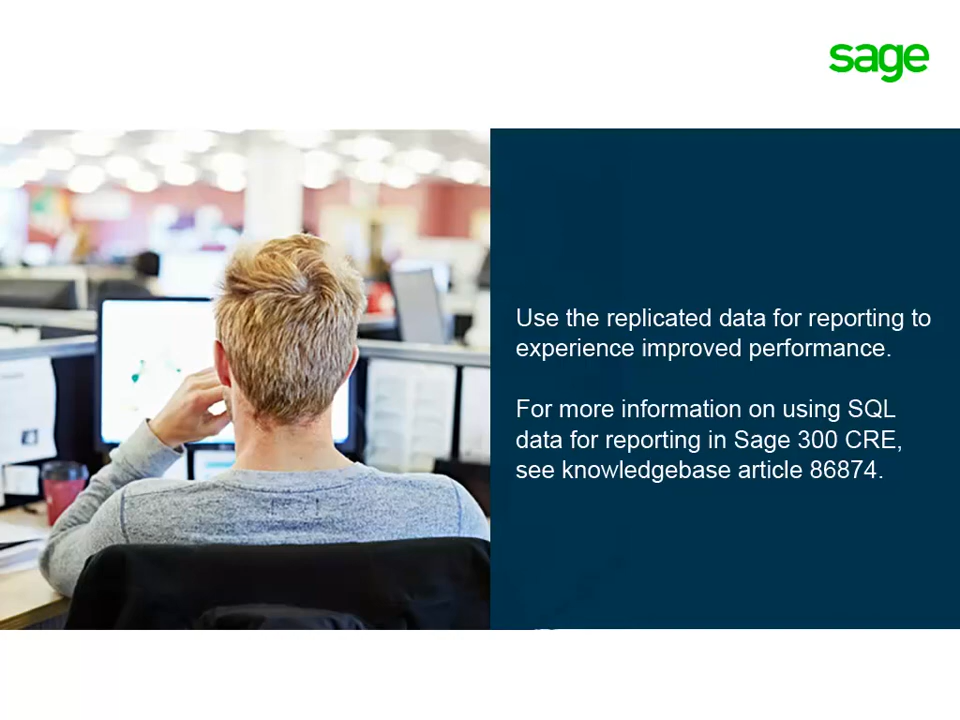 sage
Use the replicated data for reporting to
experience improved performance.
For more information on using SQL
data for reporting in Sage 300 CRE,
see knowledgebase article 86874.